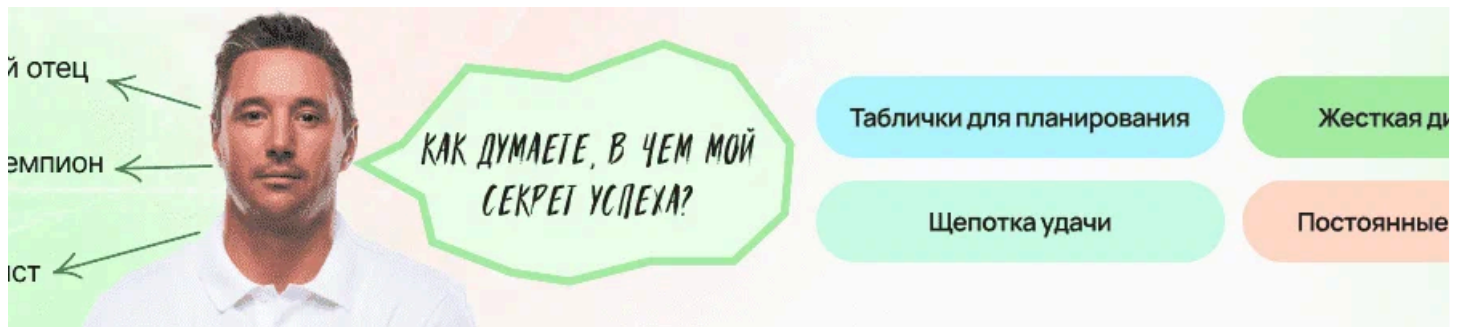 й отец
емпион
ист
КАК ДУМАЕТЕ, В ЧЕМ МОЙ
СЕКРЕТ УСПЕХА?
Таблички для планирования
Жесткая ди
Щепотка удачи
Постоянные